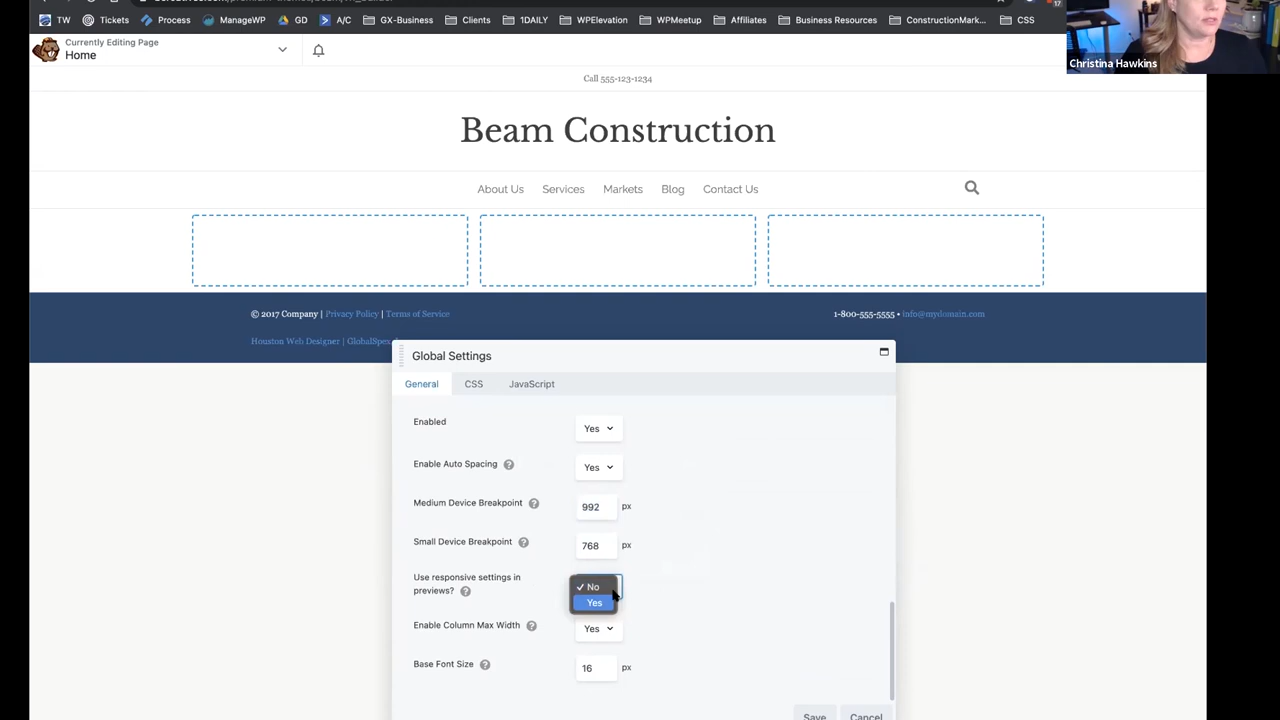 TW Tickets Process ManageWP GD A/C GX-Business Clients 1DAILY WPElevation WPMeetup Affiliates Business Resources ConstructionMark... CSS
17
Currently Editing Page
Home
Christina Hawkins
Call 555-123-1234
Beam Construction
About Us Services Markets Blog Contact Us
© 2017 Company | Privacy Policy | Terms of Service
1-800-555-5555 • info@mydomain.com
Houston Web Designer | GlobalSpex
Global Settings
General CSS JavaScript
Enabled Yes
Enable Auto Spacing ? Yes
Medium Device Breakpoint ? 992 px
Small Device Breakpoint ? 768 px
Use responsive settings in
previews? ?
✓ No
Yes
Enable Column Max Width ? Yes
Base Font Size ? 16 px
Save Cancel